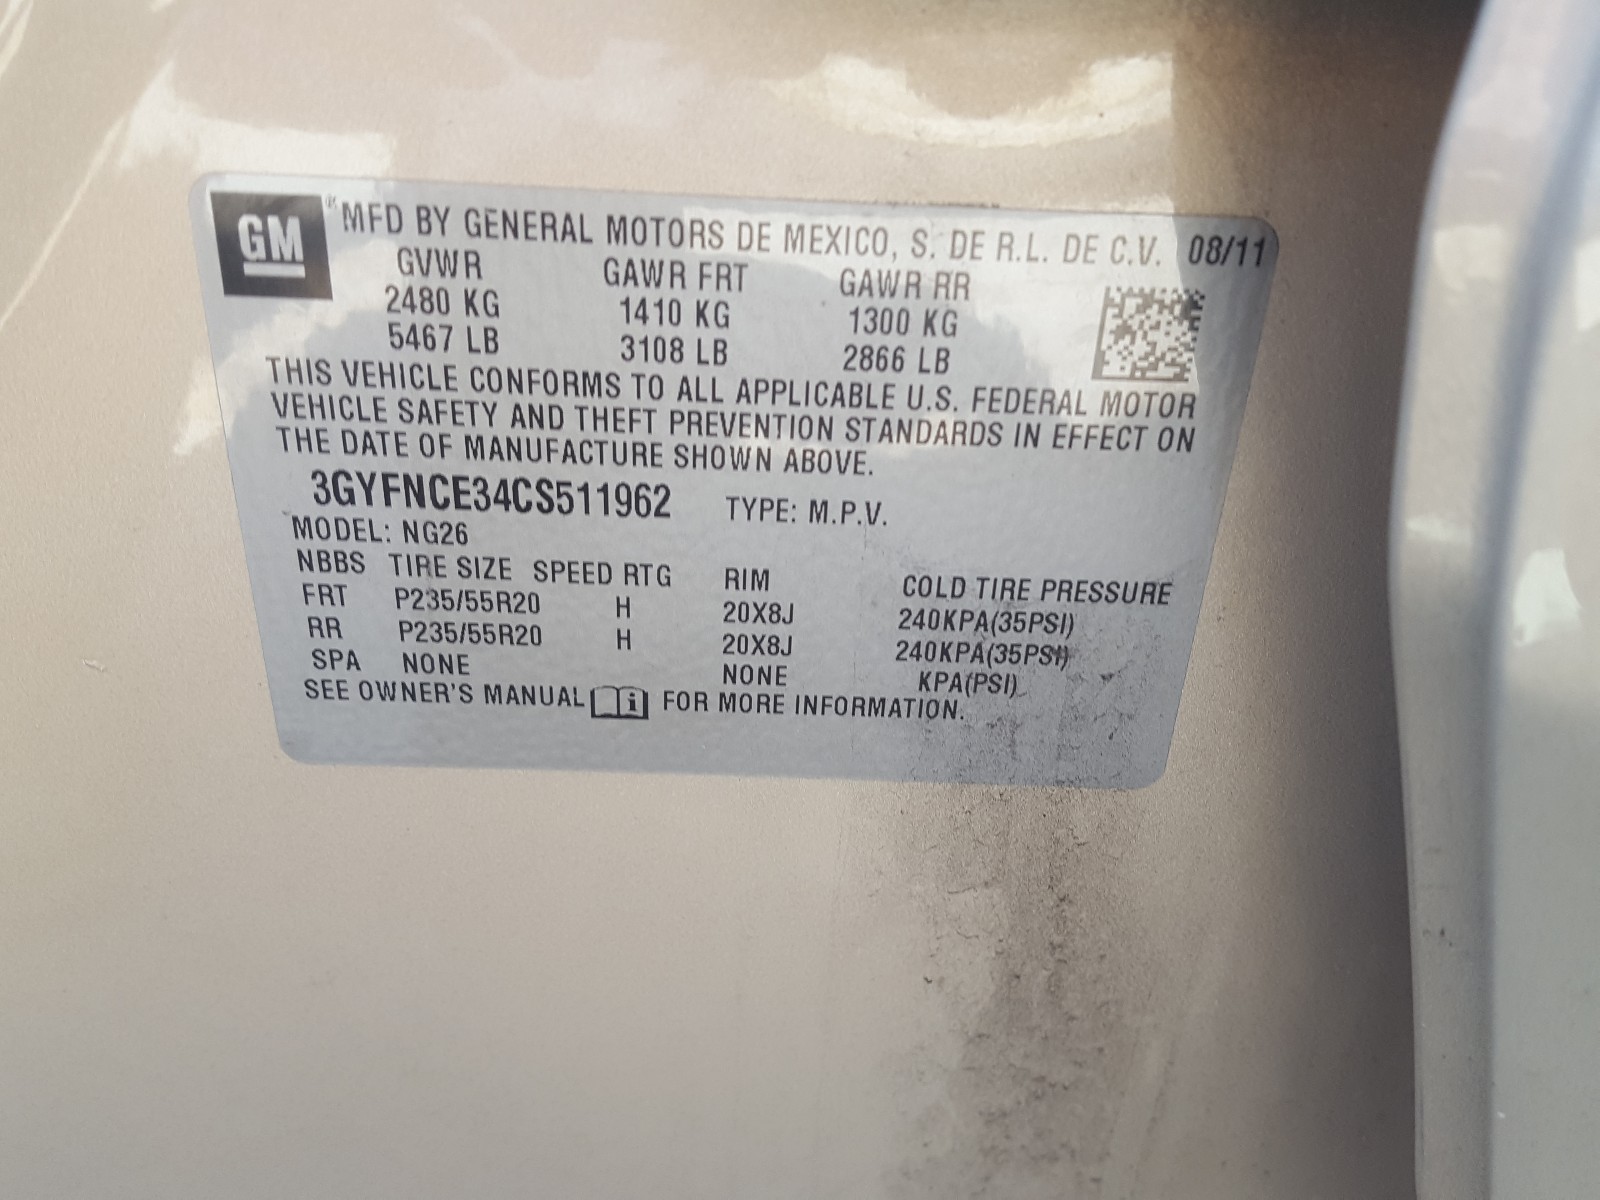 GM ® MFD BY GENERAL MOTORS DE MEXICO, S. DE R.L. DE C.V. 08/11
GVWR GAWR FRT GAWR RR
2480 KG 1410 KG 1300 KG
5467 LB 3108 LB 2866 LB
THIS VEHICLE CONFORMS TO ALL APPLICABLE U.S. FEDERAL MOTOR
VEHICLE SAFETY AND THEFT PREVENTION STANDARDS IN EFFECT ON
THE DATE OF MANUFACTURE SHOWN ABOVE.
3GYFNCE34CS511962 TYPE: M.P.V.
MODEL: NG26
NBBS TIRE SIZE SPEED RTG RIM COLD TIRE PRESSURE
FRT P235/55R20 H 20X8J 240KPA(35PSI)
RR P235/55R20 H 20X8J 240KPA(35PSI)
SPA NONE NONE KPA(PSI)
SEE OWNER'S MANUAL i FOR MORE INFORMATION.